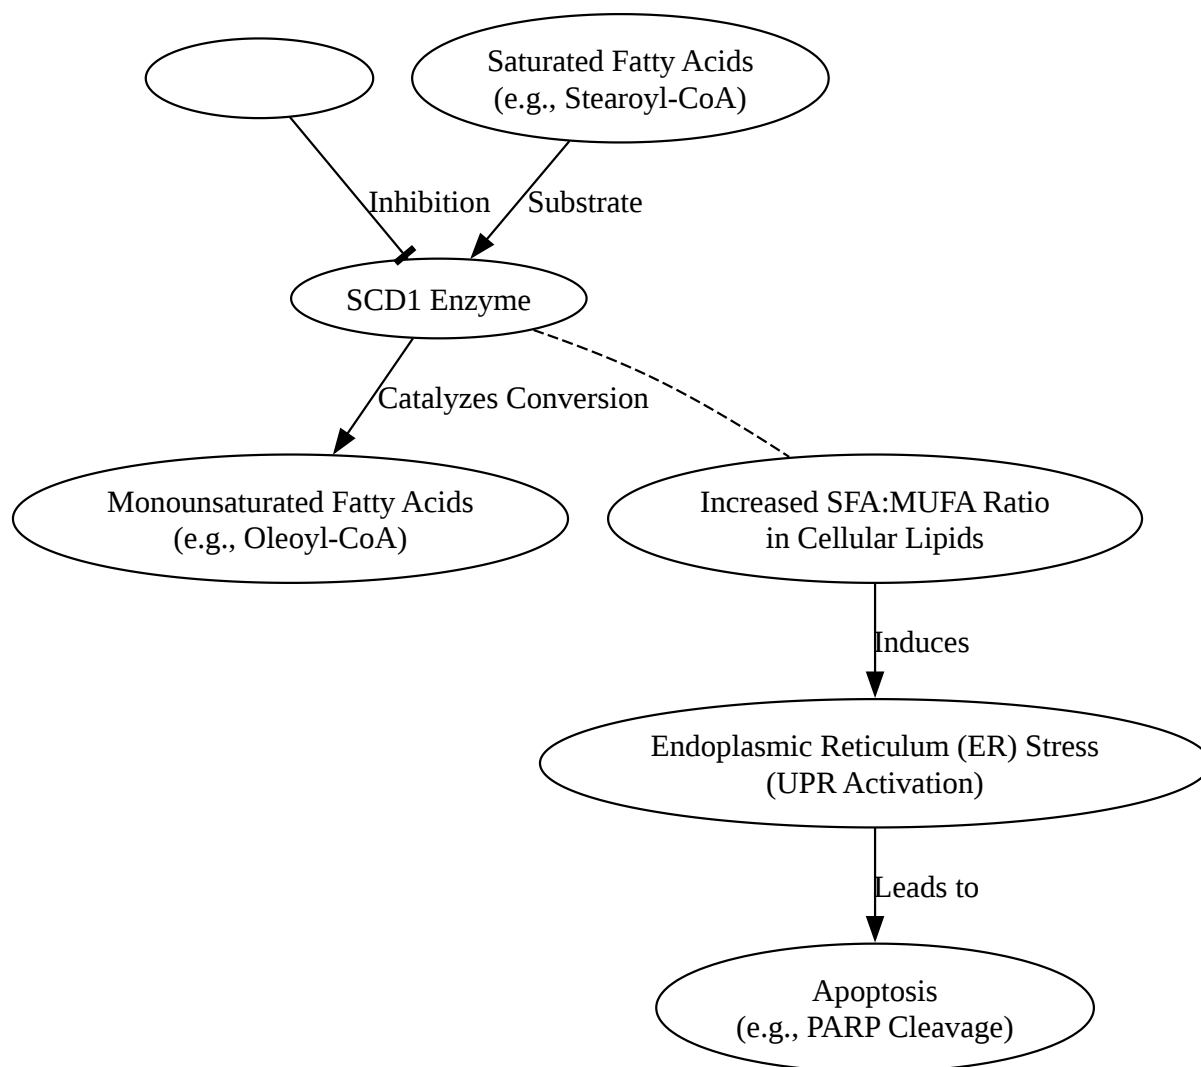 Saturated Fatty Acids
(e.g., Stearoyl-CoA)
Inhibition
Substrate
SCD1 Enzyme
Catalyzes Conversion
Monounsaturated Fatty Acids
(e.g., Oleoyl-CoA)
Increased SFA:MUFA Ratio
in Cellular Lipids
Induces
Endoplasmic Reticulum (ER) Stress
(UPR Activation)
Leads to
Apoptosis
(e.g., PARP Cleavage)